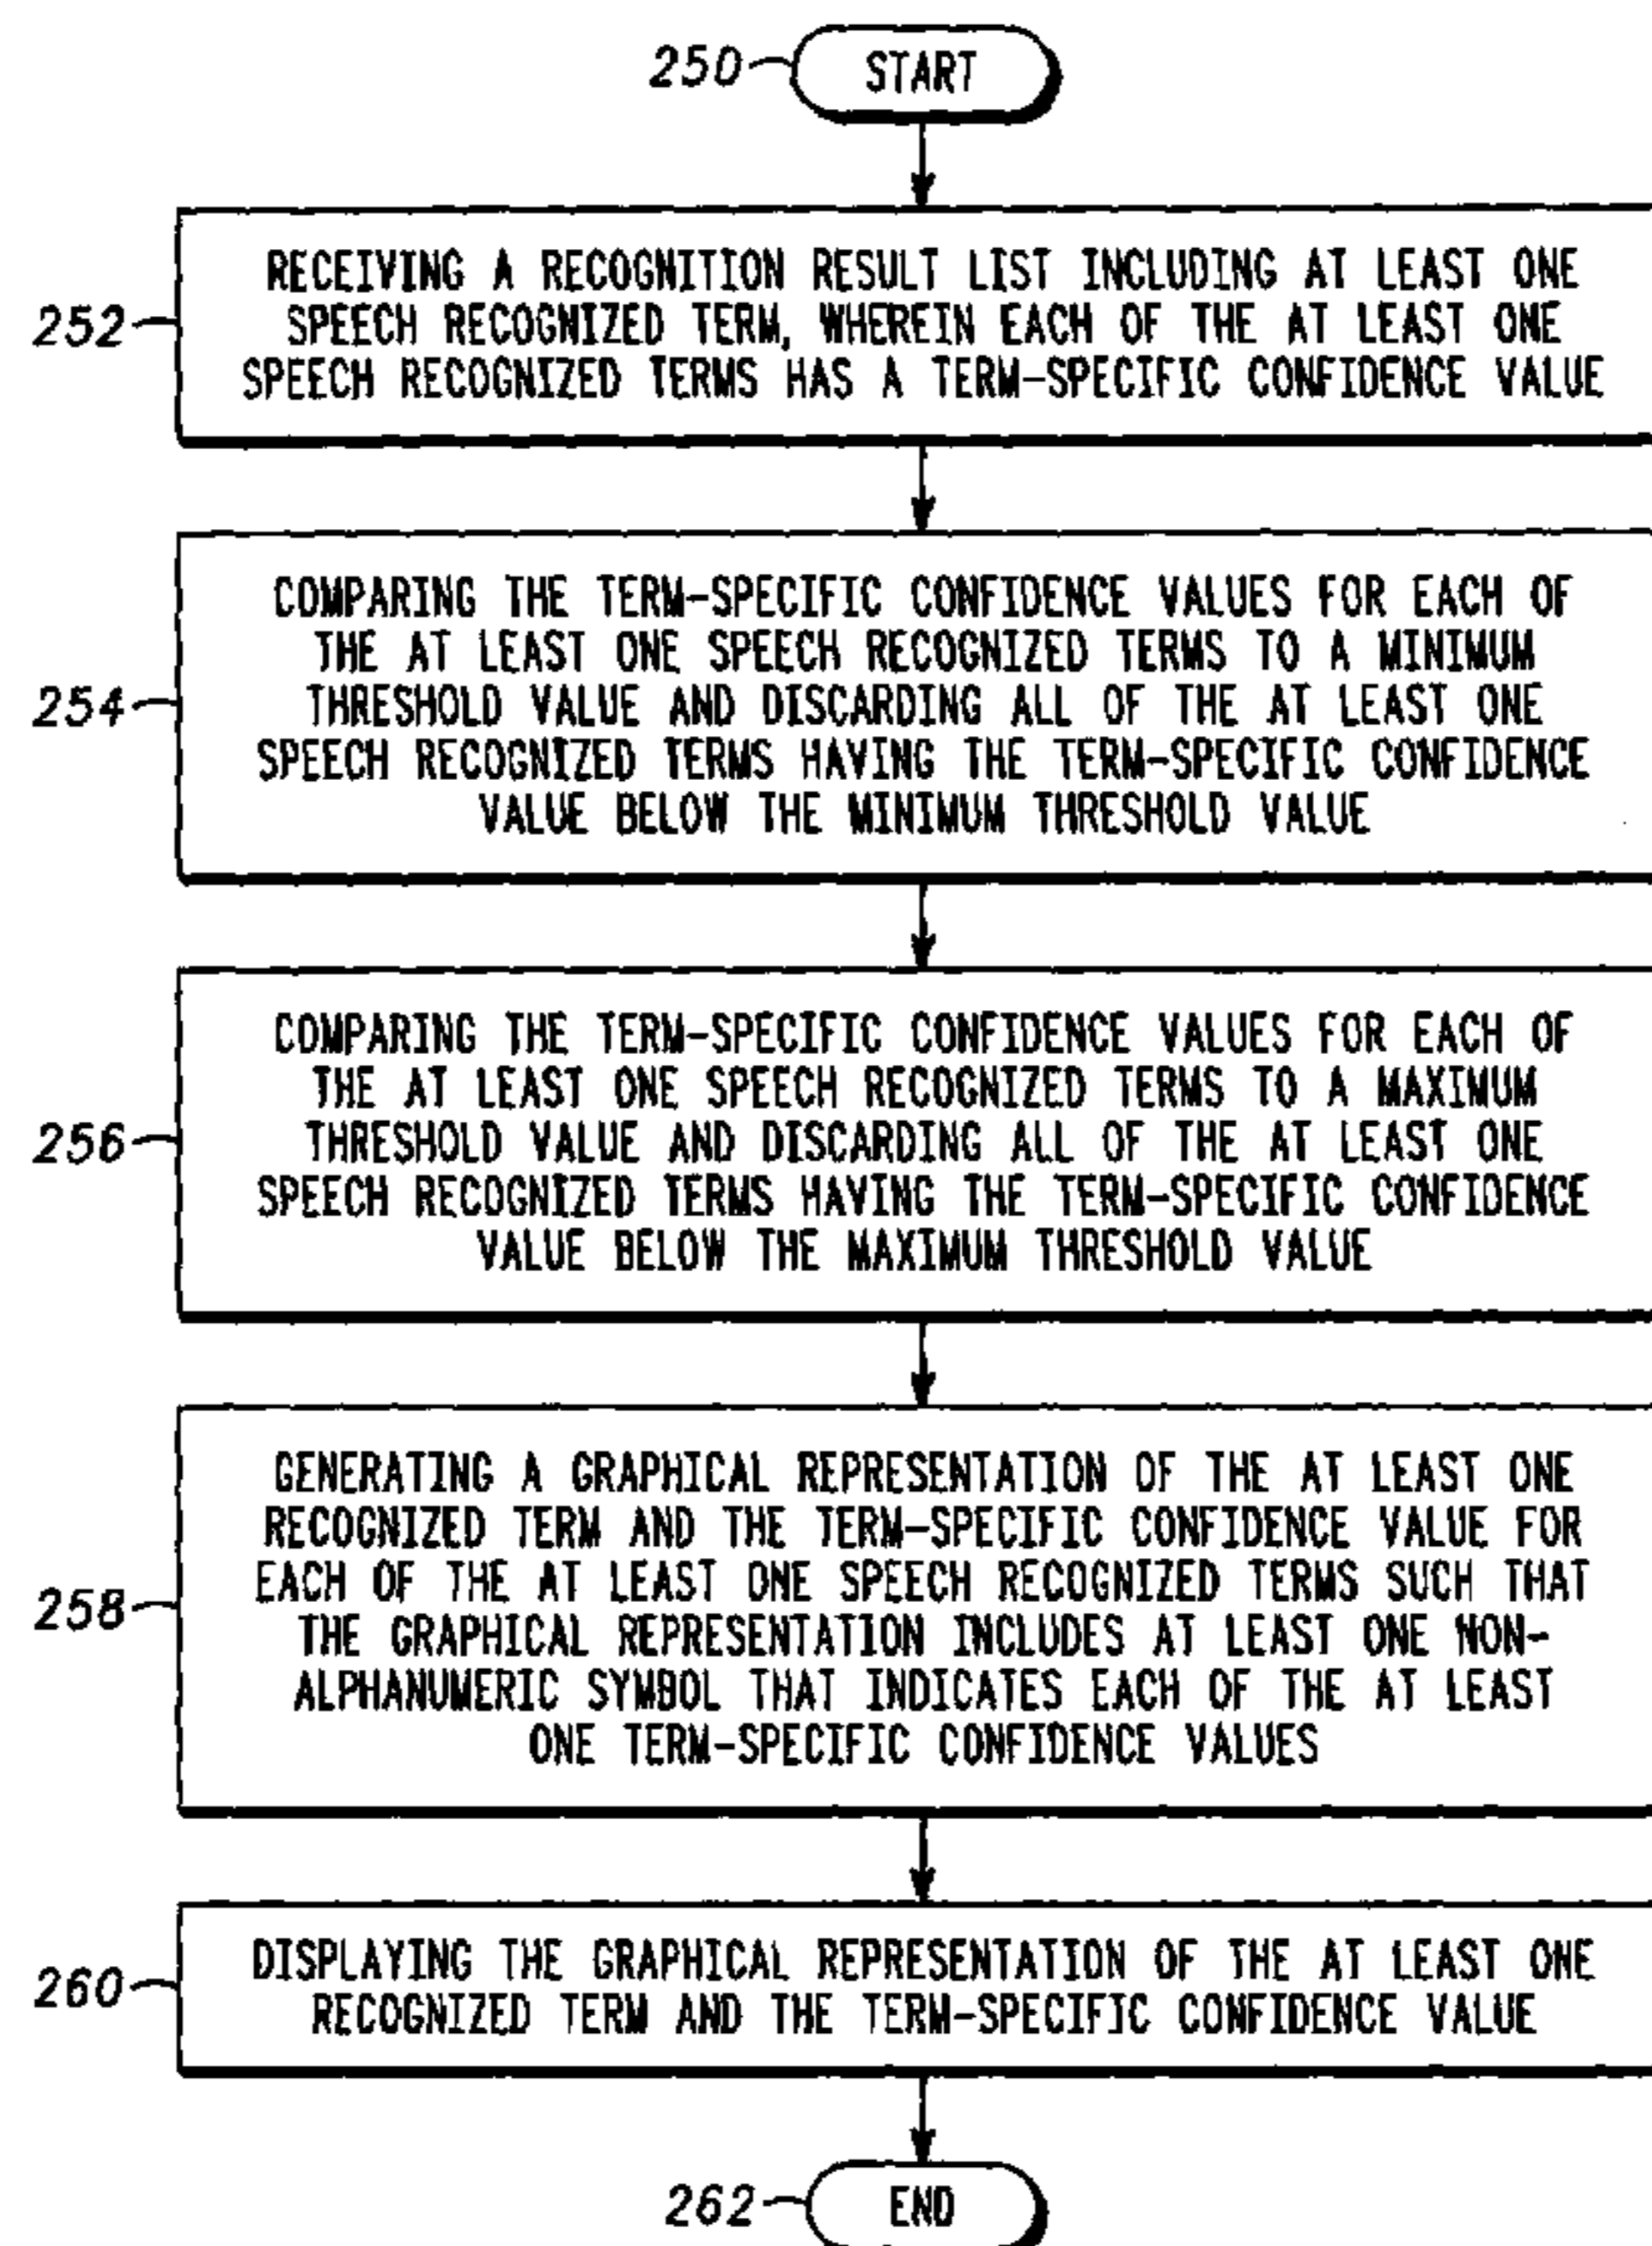 250
START
252
RECEIVING A RECOGNITION RESULT LIST INCLUDING AT LEAST ONE
SPEECH RECOGNIZED TERM, WHEREIN EACH OF THE AT LEAST ONE
SPEECH RECOGNIZED TERMS HAS A TERM-SPECIFIC CONFIDENCE VALUE
254
COMPARING THE TERM-SPECIFIC CONFIDENCE VALUES FOR EACH OF
THE AT LEAST ONE SPEECH RECOGNIZED TERMS TO A MINIMUM
THRESHOLD VALUE AND DISCARDING ALL OF THE AT LEAST ONE
SPEECH RECOGNIZED TERMS HAVING THE TERM-SPECIFIC CONFIDENCE
VALUE BELOW THE MINIMUM THRESHOLD VALUE
256
COMPARING THE TERM-SPECIFIC CONFIDENCE VALUES FOR EACH OF
THE AT LEAST ONE SPEECH RECOGNIZED TERMS TO A MAXIMUM
THRESHOLD VALUE AND DISCARDING ALL OF THE AT LEAST ONE
SPEECH RECOGNIZED TERMS HAVING THE TERM-SPECIFIC CONFIDENCE
VALUE BELOW THE MAXIMUM THRESHOLD VALUE
258
GENERATING A GRAPHICAL REPRESENTATION OF THE AT LEAST ONE
RECOGNIZED TERM AND THE TERM-SPECIFIC CONFIDENCE VALUE FOR
EACH OF THE AT LEAST ONE SPEECH RECOGNIZED TERMS SUCH THAT
THE GRAPHICAL REPRESENTATION INCLUDES AT LEAST ONE NON-
ALPHANUMERIC SYMBOL THAT INDICATES EACH OF THE AT LEAST
ONE TERM-SPECIFIC CONFIDENCE VALUES
260
DISPLAYING THE GRAPHICAL REPRESENTATION OF THE AT LEAST ONE
RECOGNIZED TERM AND THE TERM-SPECIFIC CONFIDENCE VALUE
262
END